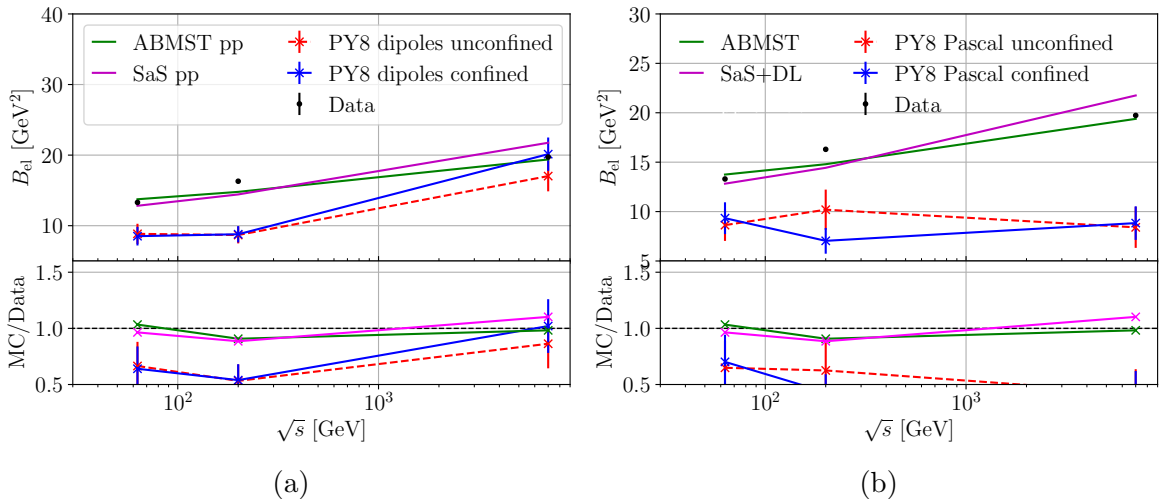 40
30
20
10
B_el [GeV²]
ABMST pp
SaS pp
PY8 dipoles unconfined
PY8 dipoles confined
Data
1.5
1.0
0.5
MC/Data
10² 10³
√s [GeV]
(a)
30
25
20
15
10
5
B_el [GeV²]
ABMST
SaS+DL
PY8 Pascal unconfined
PY8 Pascal confined
Data
1.5
1.0
0.5
MC/Data
10² 10³
√s [GeV]
(b)